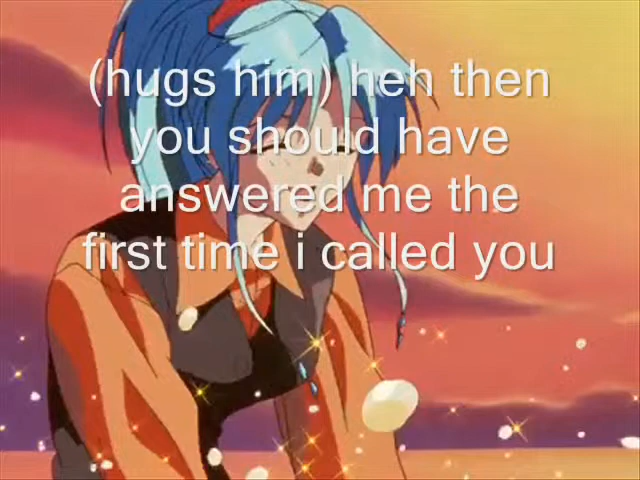 (hugs him) heh then
you should have
answered me the
first time i called you